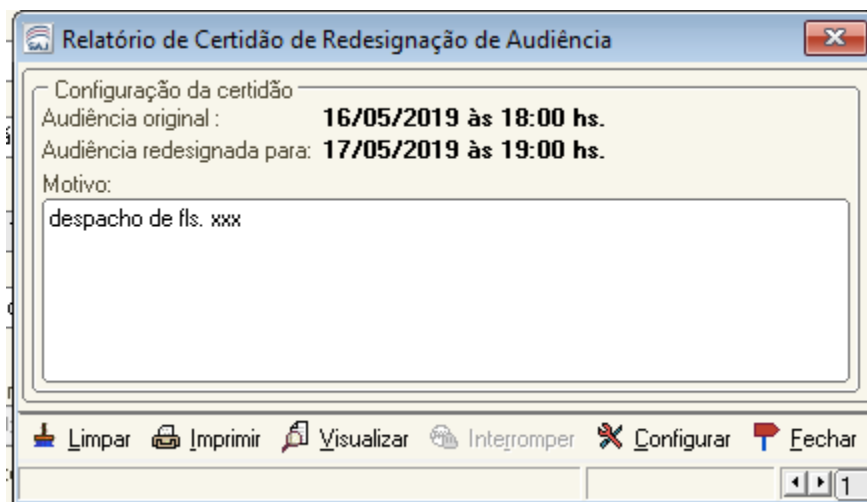 Relatório de Certidão de Redesignação de Audiência
Configuração da certidão
Audiência original : 16/05/2019 às 18:00 hs.
Audiência redesignada para: 17/05/2019 às 19:00 hs.
Motivo:
despacho de fls. xxx
Limpar Imprimir Visualizar Interromper Configurar Fechar
1